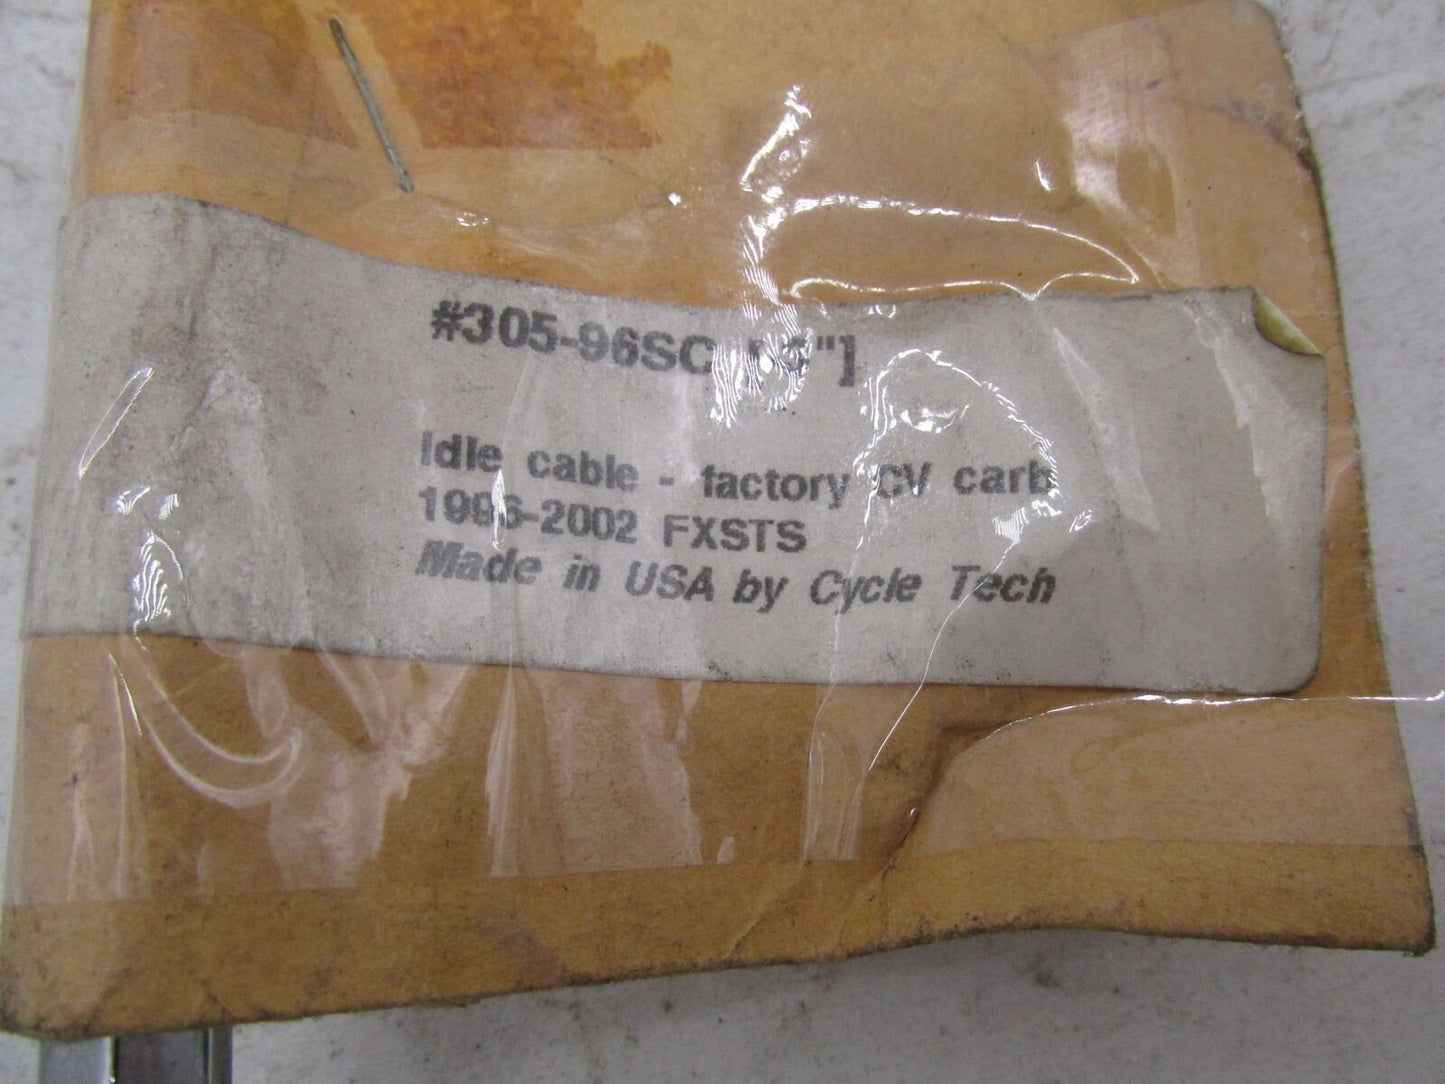 #305-96SC
Idle cable - factory CV carb
1996-2002 FXSTS
Made in USA by Cycle Tech